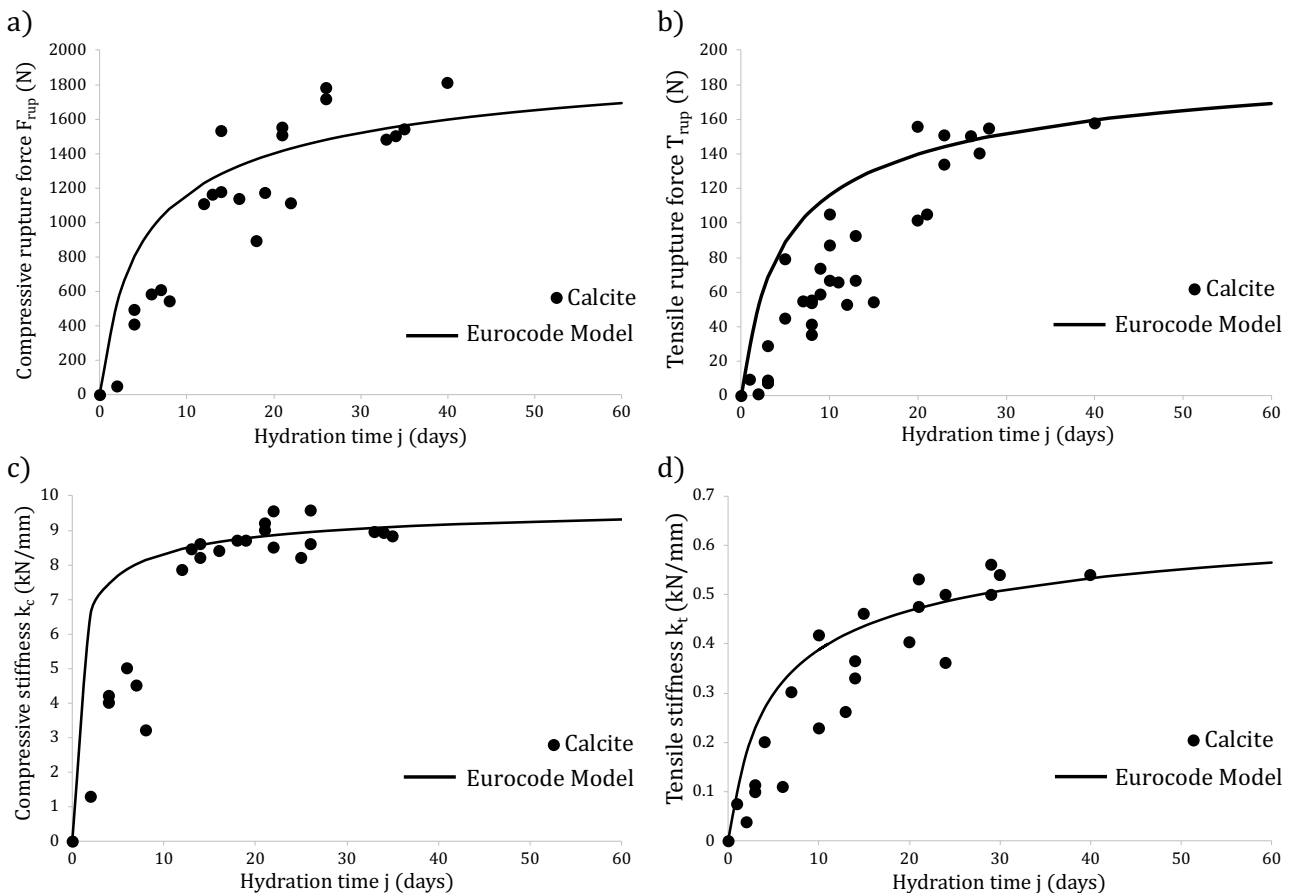 a)
Compressive rupture force F_rup (N)
2000
1800
1600
1400
1200
1000
800
600
400
200
0
0 10 20 30 40 50 60
Hydration time j (days)
Calcite
Eurocode Model
b)
Tensile rupture force T_rup (N)
200
180
160
140
120
100
80
60
40
20
0
0 10 20 30 40 50 60
Hydration time j (days)
Calcite
Eurocode Model
c)
Compressive stiffness k_c (kN/mm)
10
9
8
7
6
5
4
3
2
1
0
0 10 20 30 40 50 60
Hydration time j (days)
Calcite
Eurocode Model
d)
Tensile stiffness k_t (kN/mm)
0.7
0.6
0.5
0.4
0.3
0.2
0.1
0
0 10 20 30 40 50 60
Hydration time j (days)
Calcite
Eurocode Model